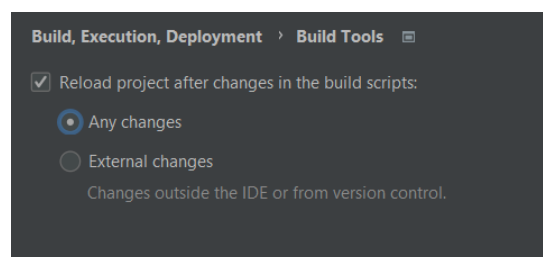 Build, Execution, Deployment › Build Tools
Reload project after changes in the build scripts:
Any changes
External changes
Changes outside the IDE or from version control.